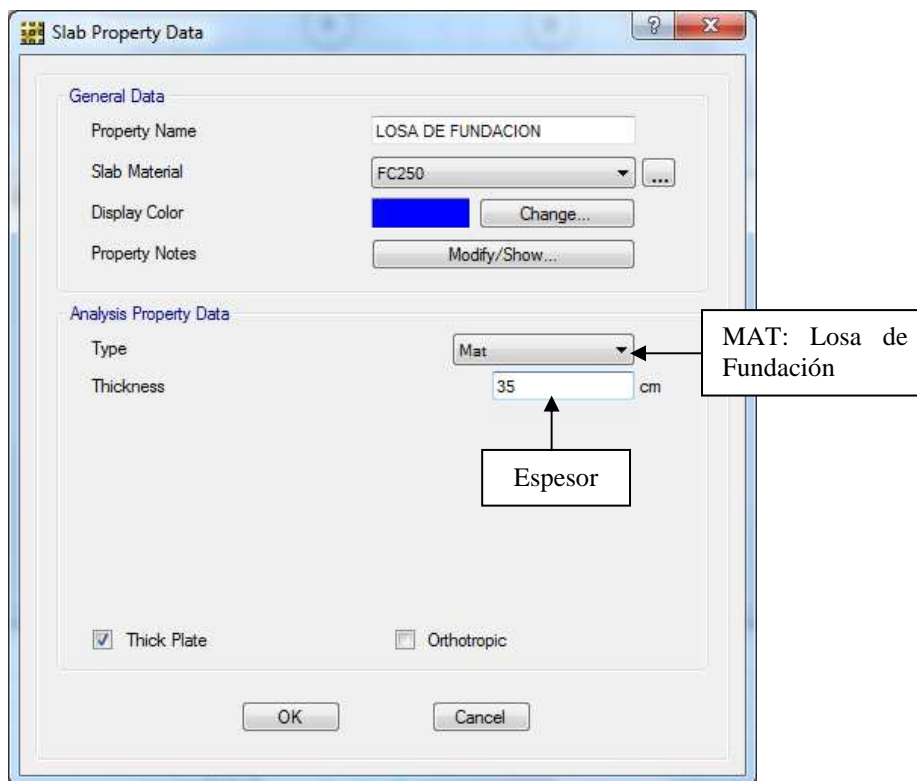 Slab Property Data
General Data
Property Name LOSA DE FUNDACION
Slab Material FC250 ...
Display Color Change...
Property Notes Modify/Show...
Analysis Property Data
Type Mat
MAT: Losa de
Fundación
Thickness 35 cm
Espesor
Thick Plate Orthotropic
OK Cancel